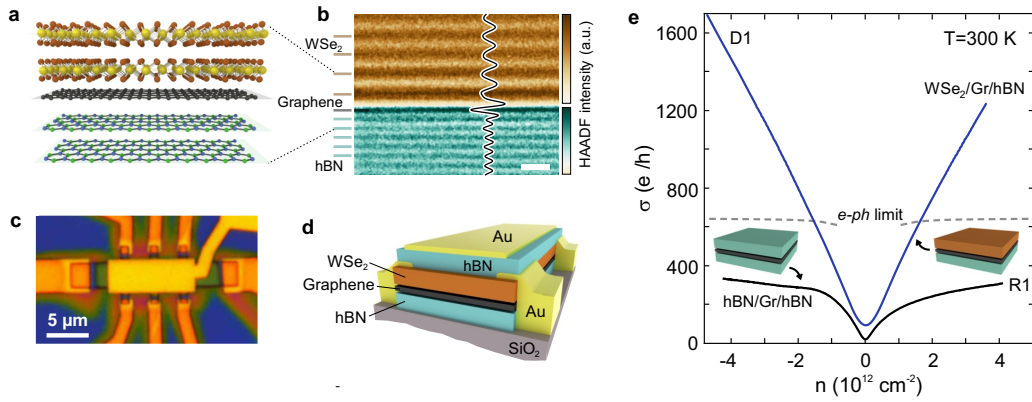 a
WSe₂
Graphene
hBN
b
HAADF intensity (a.u.)
c
5 µm
d
Au
hBN
WSe₂
Graphene
hBN
Au
SiO₂
-
e
1600
1200
800
400
0
σ (e /h)
D1
T=300 K
WSe₂/Gr/hBN
e-ph limit
hBN/Gr/hBN
R1
-4
-2
0
2
4
n (10¹² cm⁻²)